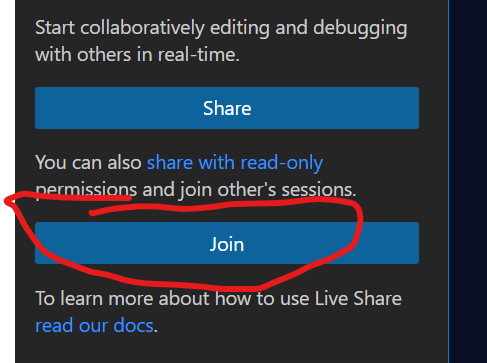 Start collaboratively editing and debugging
with others in real-time.
Share
You can also share with read-only
permissions and join other's sessions.
Join
To learn more about how to use Live Share
read our docs.